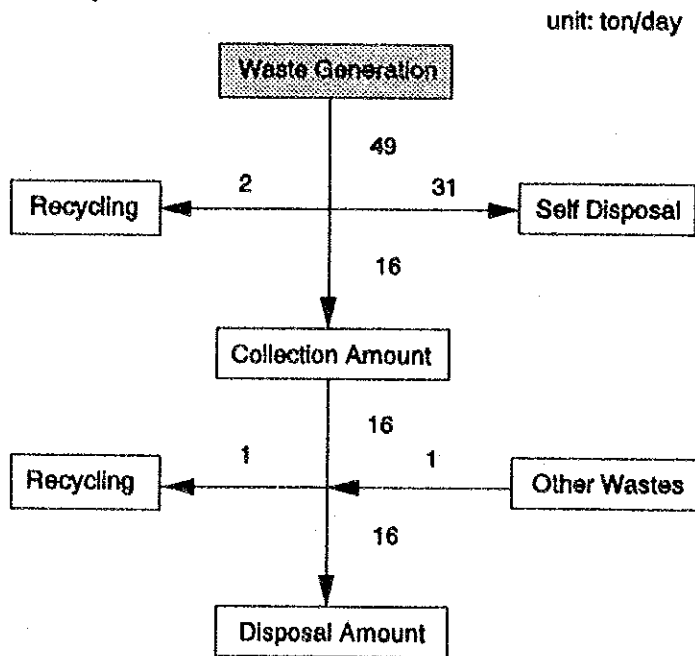 unit: ton/day
Waste Generation
49
2
31
Recycling
Self Disposal
16
Collection Amount
16
1
1
Recycling
Other Wastes
16
Disposal Amount